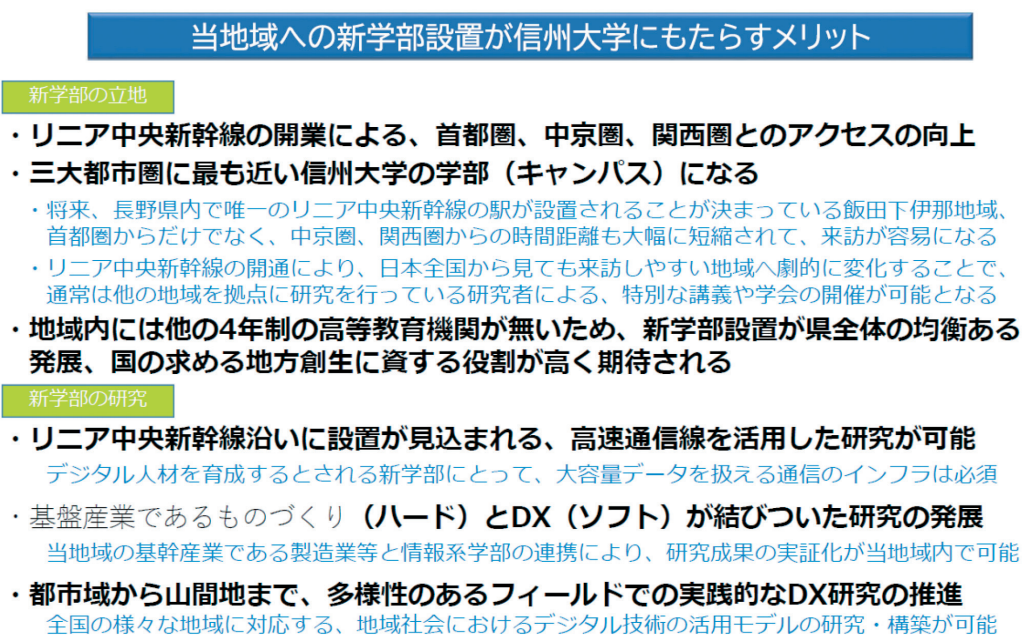 当地域への新学部設置が信州大学にもたらすメリット
新学部の立地
・リニア中央新幹線の開業による、首都圏、中京圏、関西圏とのアクセスの向上
・三大都市圏に最も近い信州大学の学部（キャンパス）になる
・将来、長野県内で唯一のリニア中央新幹線の駅が設置されることが決まっている飯田下伊那地域、
首都圏からだけでなく、中京圏、関西圏からの時間距離も大幅に短縮されて、来訪が容易になる
・リニア中央新幹線の開通により、日本全国から見ても来訪しやすい地域へ劇的に変化することで、
通常は他の地域を拠点に研究を行っている研究者による、特別な講義や学会の開催が可能となる
・地域内には他の4年制の高等教育機関が無いため、新学部設置が県全体の均衡ある
発展、国の求める地方創生に資する役割が高く期待される
新学部の研究
・リニア中央新幹線沿いに設置が見込まれる、高速通信線を活用した研究が可能
デジタル人材を育成するとされる新学部にとって、大容量データを扱える通信のインフラは必須
・基盤産業であるものづくり（ハード）とDX（ソフト）が結びついた研究の発展
当地域の基幹産業である製造業等と情報系学部の連携により、研究成果の実証化が当地域内で可能
・都市域から山間地まで、多様性のあるフィールドでの実践的なDX研究の推進
全国の様々な地域に対応する、地域社会におけるデジタル技術の活用モデルの研究・構築が可能